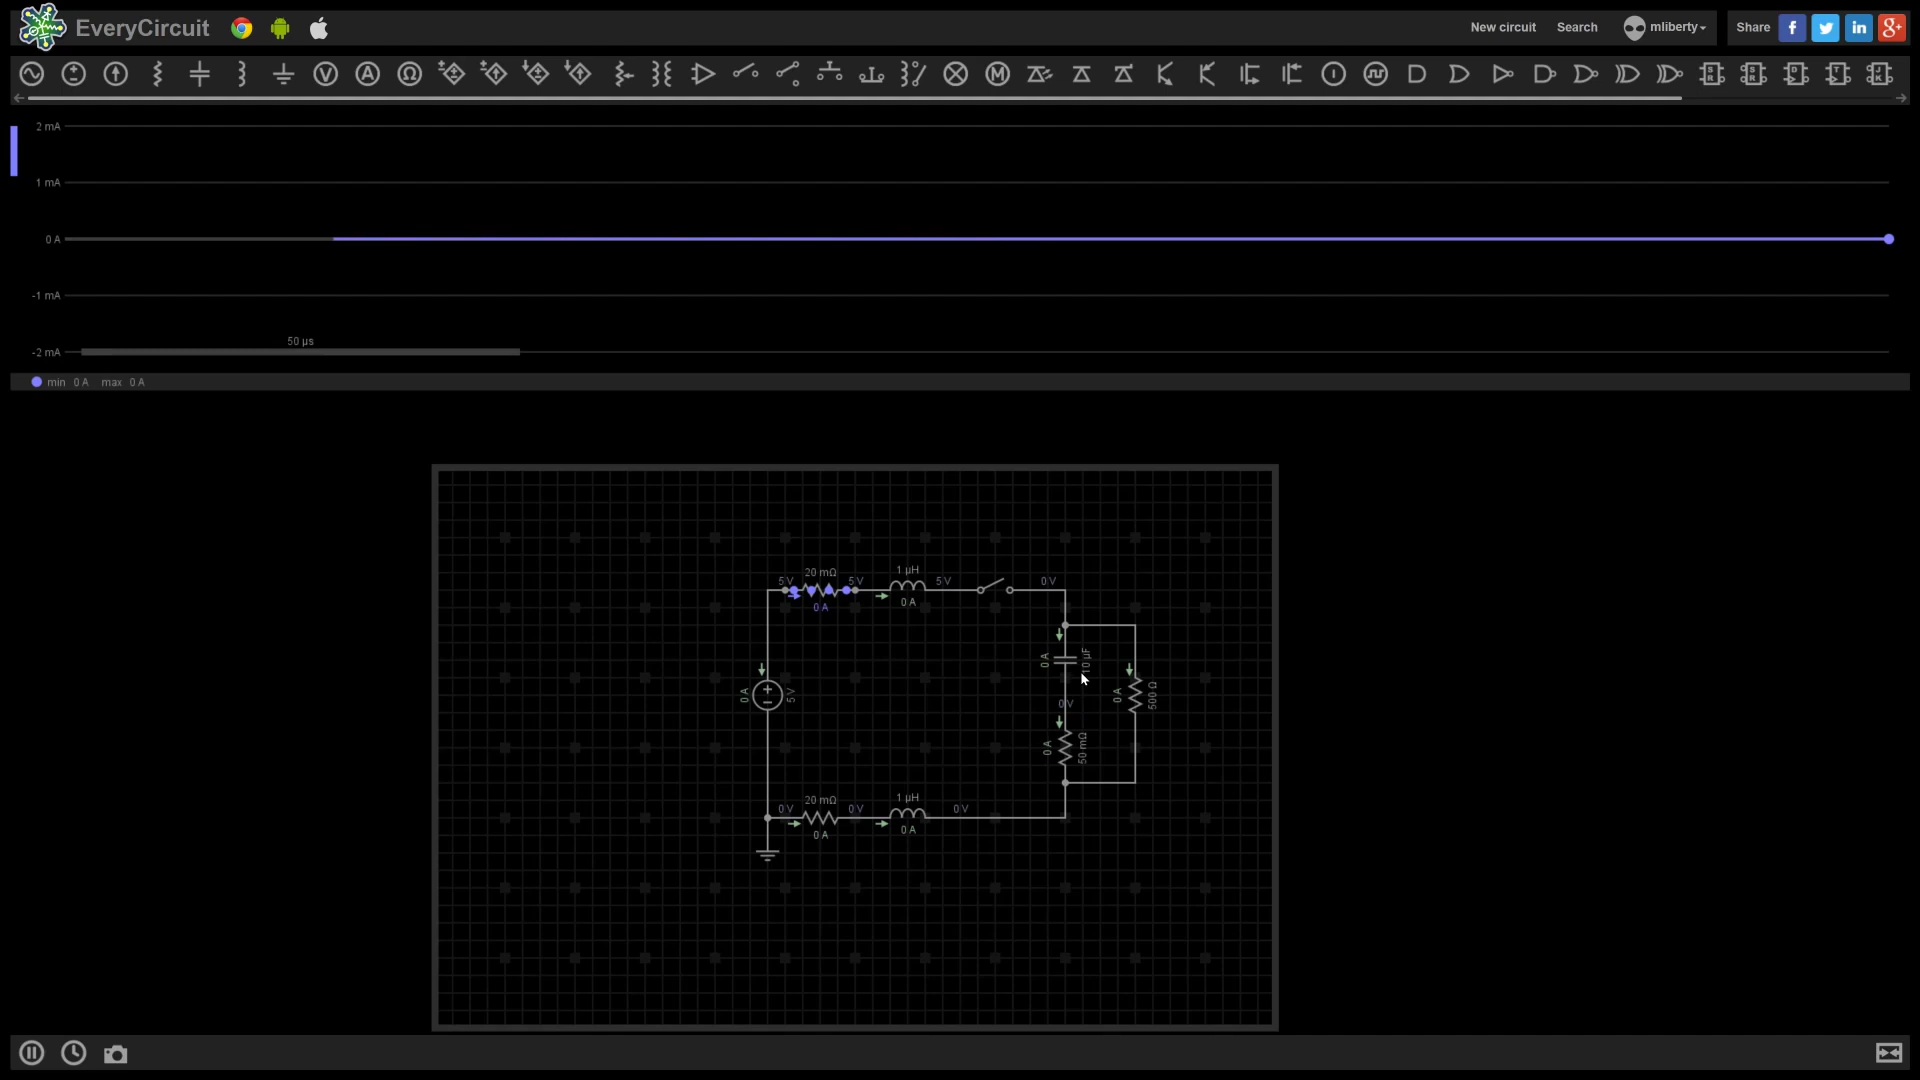 EveryCircuit
New circuit Search mliberty Share f in g+
2 mA
1 mA
0 A
-1 mA
50 µs
-2 mA
min 0 A max 0 A
20 mΩ 1 µH
5 V 5 V 5 V 0 V
0 A 0 A
0 A 10 µF
0 A 5 V 0 V 0 A 500 Ω
0 A 50 mΩ
20 mΩ 1 µH
0 V 0 V 0 V
0 A 0 A